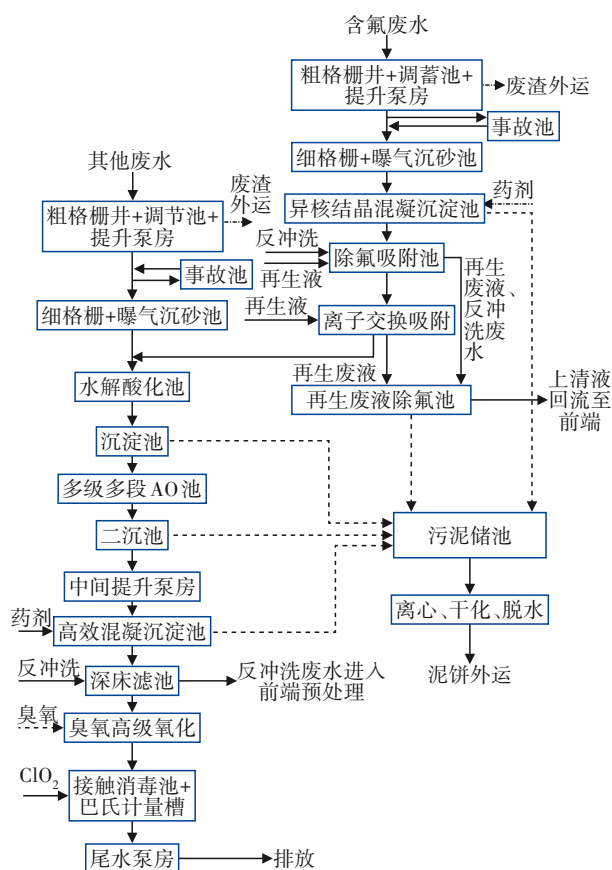 含氟废水
粗格栅井+调蓄池+
提升泵房
废渣外运
事故池
细格栅+曝气沉砂池
异核结晶混凝沉淀池
药剂
反冲洗
再生液
除氟吸附池
再生
废液、
反冲
洗废
水
再生液
离子交换吸附
再生废液
再生废液除氟池
上清液
回流至
前端
其他废水
粗格栅井+调节池+
提升泵房
废渣
外运
事故池
细格栅+曝气沉砂池
水解酸化池
沉淀池
多级多段AO池
二沉池
中间提升泵房
药剂
高效混凝沉淀池
反冲洗
深床滤池
反冲洗废水进入
前端预处理
臭氧
臭氧高级氧化
ClO₂
接触消毒池+
巴氏计量槽
尾水泵房
排放
污泥储池
离心、干化、脱水
泥饼外运